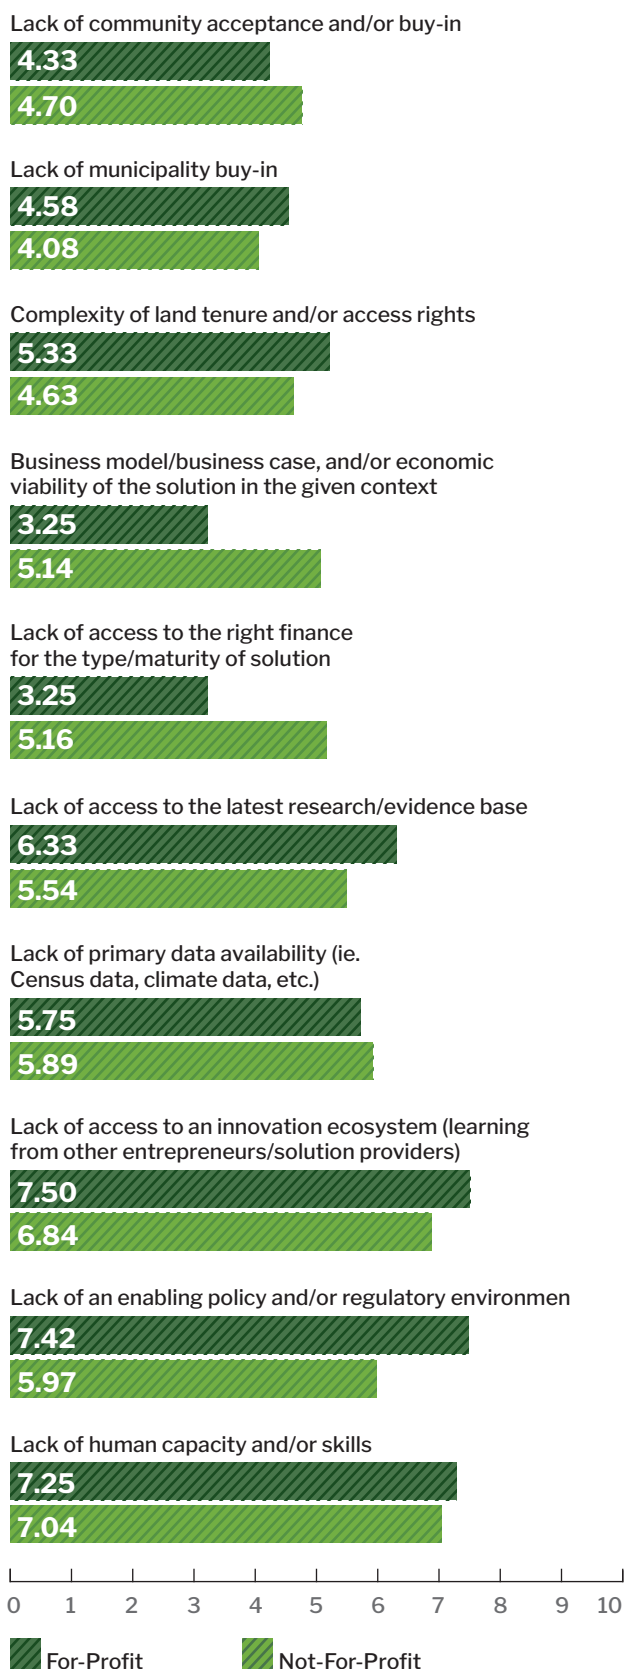 Lack of community acceptance and/or buy-in
4.33
4.70
Lack of municipality buy-in
4.58
4.08
Complexity of land tenure and/or access rights
5.33
4.63
Business model/business case, and/or economic
viability of the solution in the given context
3.25
5.14
Lack of access to the right finance
for the type/maturity of solution
3.25
5.16
Lack of access to the latest research/evidence base
6.33
5.54
Lack of primary data availability (ie.
Census data, climate data, etc.)
5.75
5.89
Lack of access to an innovation ecosystem (learning
from other entrepreneurs/solution providers)
7.50
6.84
Lack of an enabling policy and/or regulatory environmen
7.42
5.97
Lack of human capacity and/or skills
7.25
7.04
0 1 2 3 4 5 6 7 8 9 10
For-Profit Not-For-Profit